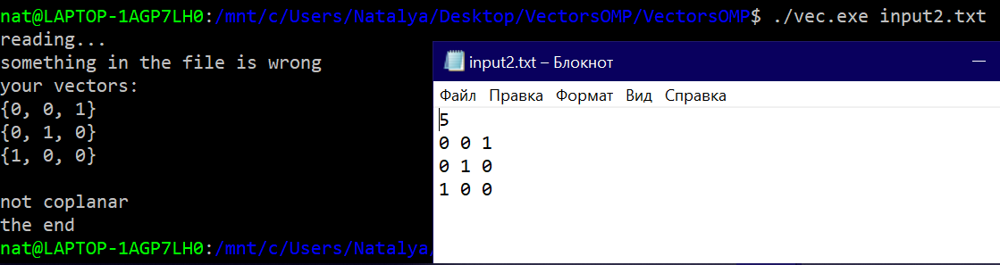 nat@LAPTOP-1AGP7LH0:/mnt/c/Users/Natalya/Desktop/VectorsOMP/VectorsOMP$ ./vec.exe input2.txt
reading...
something in the file is wrong
your vectors:
{0, 0, 1}
{0, 1, 0}
{1, 0, 0}
not coplanar
the end
nat@LAPTOP-1AGP7LH0:/mnt/c/Users/Natalya/
input2.txt – Блокнот
Файл Правка Формат Вид Справка
5
0 0 1
0 1 0
1 0 0